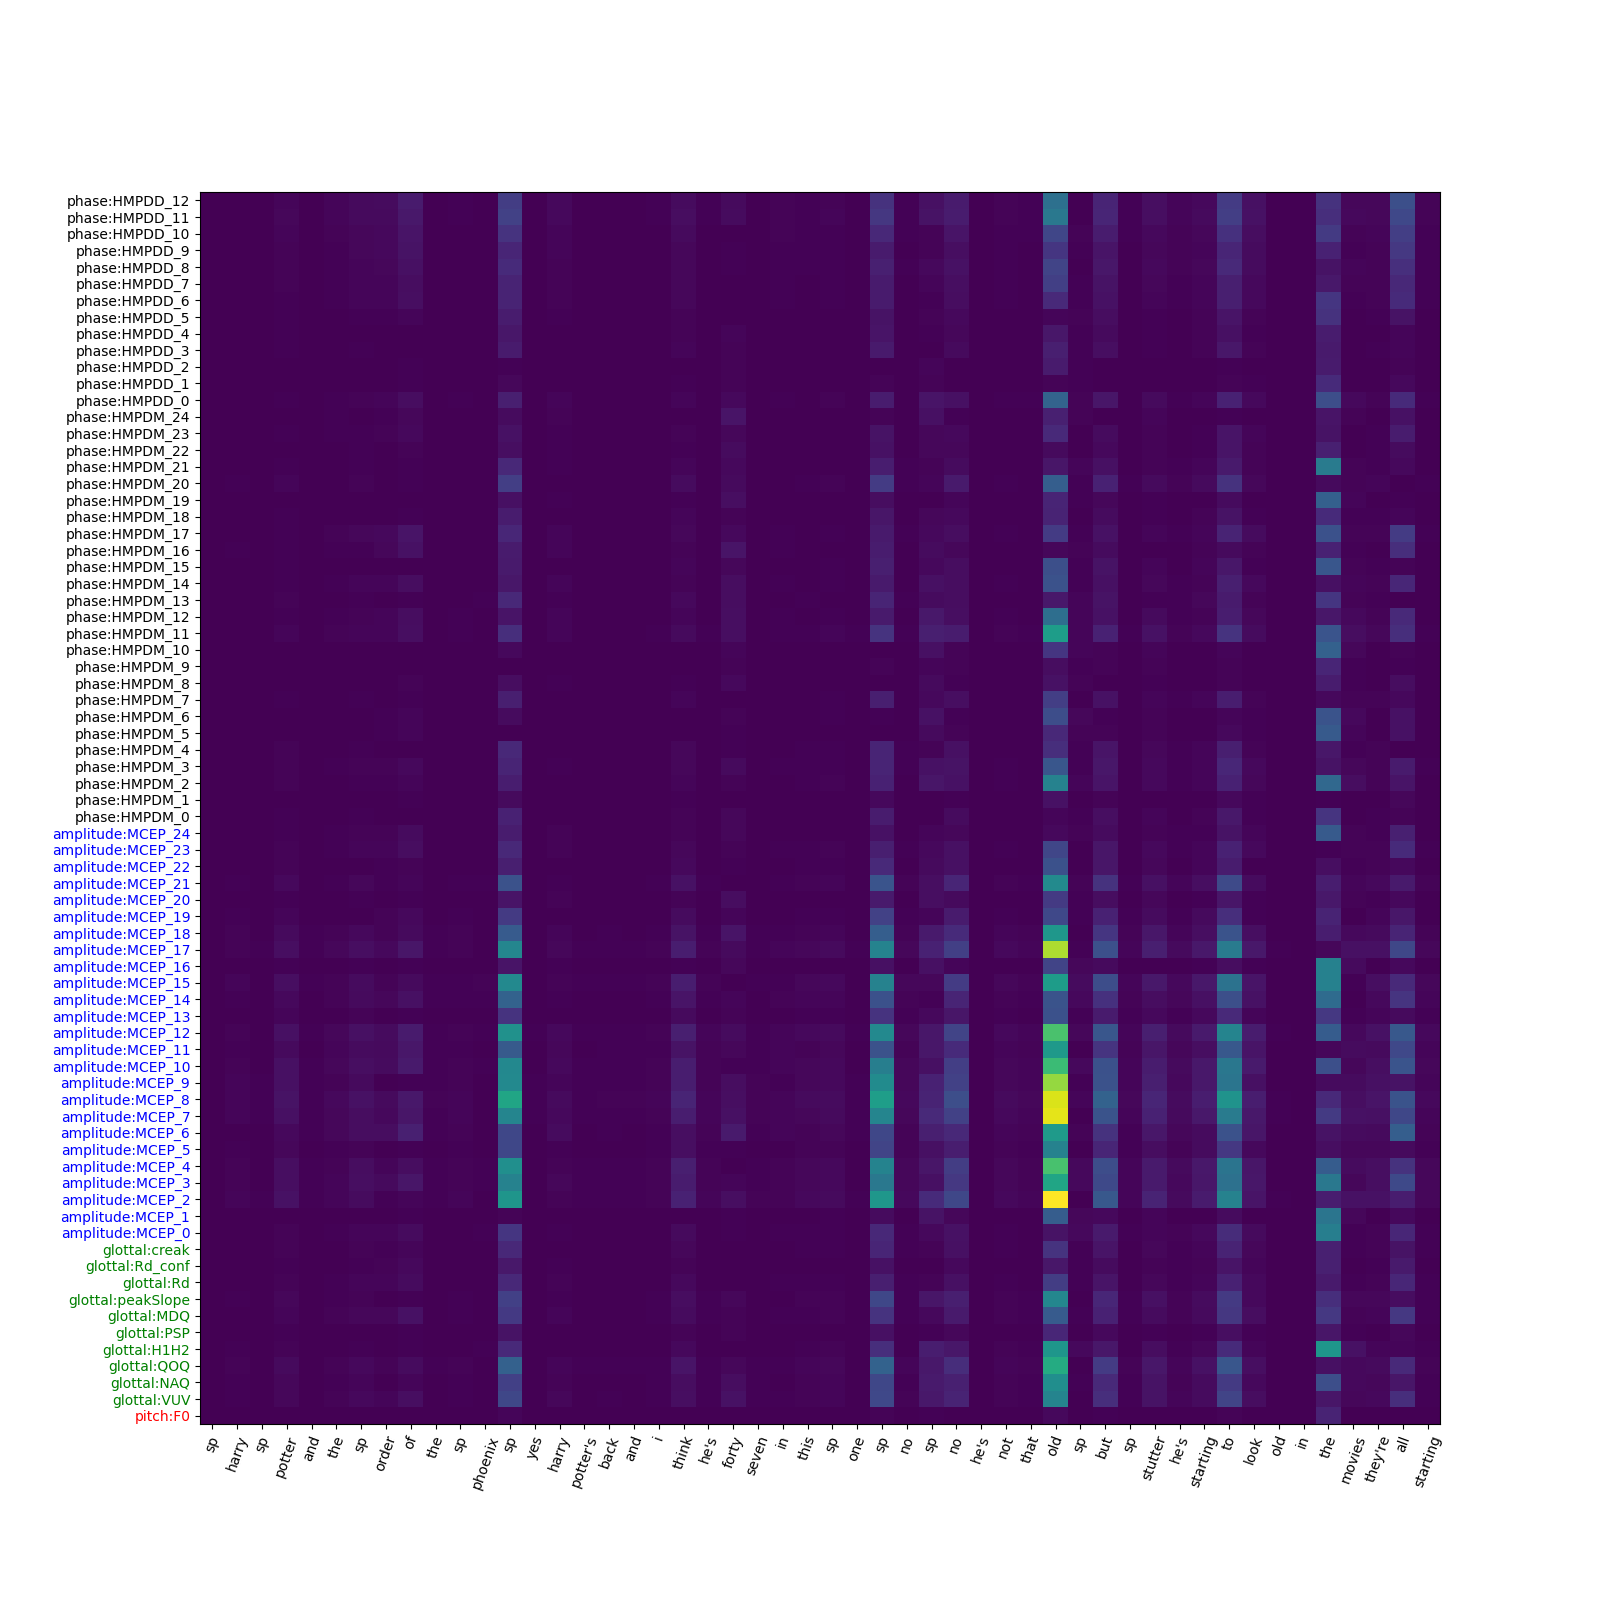 phase:HMPDD_12
phase:HMPDD_11
phase:HMPDD_10
phase:HMPDD_9
phase:HMPDD_8
phase:HMPDD_7
phase:HMPDD_6
phase:HMPDD_5
phase:HMPDD_4
phase:HMPDD_3
phase:HMPDD_2
phase:HMPDD_1
phase:HMPDD_0
phase:HMPDM_24
phase:HMPDM_23
phase:HMPDM_22
phase:HMPDM_21
phase:HMPDM_20
phase:HMPDM_19
phase:HMPDM_18
phase:HMPDM_17
phase:HMPDM_16
phase:HMPDM_15
phase:HMPDM_14
phase:HMPDM_13
phase:HMPDM_12
phase:HMPDM_11
phase:HMPDM_10
phase:HMPDM_9
phase:HMPDM_8
phase:HMPDM_7
phase:HMPDM_6
phase:HMPDM_5
phase:HMPDM_4
phase:HMPDM_3
phase:HMPDM_2
phase:HMPDM_1
phase:HMPDM_0
amplitude:MCEP_24
amplitude:MCEP_23
amplitude:MCEP_22
amplitude:MCEP_21
amplitude:MCEP_20
amplitude:MCEP_19
amplitude:MCEP_18
amplitude:MCEP_17
amplitude:MCEP_16
amplitude:MCEP_15
amplitude:MCEP_14
amplitude:MCEP_13
amplitude:MCEP_12
amplitude:MCEP_11
amplitude:MCEP_10
amplitude:MCEP_9
amplitude:MCEP_8
amplitude:MCEP_7
amplitude:MCEP_6
amplitude:MCEP_5
amplitude:MCEP_4
amplitude:MCEP_3
amplitude:MCEP_2
amplitude:MCEP_1
amplitude:MCEP_0
glottal:creak
glottal:Rd_conf
glottal:Rd
glottal:peakSlope
glottal:MDQ
glottal:PSP
glottal:H1H2
glottal:QOQ
glottal:NAQ
glottal:VUV
pitch:F0
sp
harry
sp
potter
and
the
sp
order
of
the
sp
phoenix
sp
yes
harry
potter's
back
and
i
think
he's
forty
seven
in
this
sp
one
sp
no
sp
no
he's
not
that
old
sp
but
sp
stutter
he's
starting
to
look
old
in
the
movies
they're
all
starting